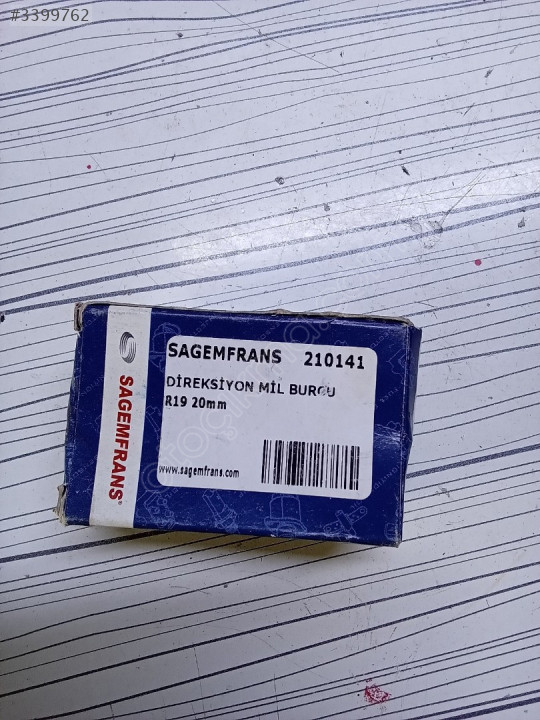 #3399762
SAGEMFRANS 210141
DİREKSİYON MİL BURCU
R19 20mm
www.sagemfrans.com
SAGEMFRANS®